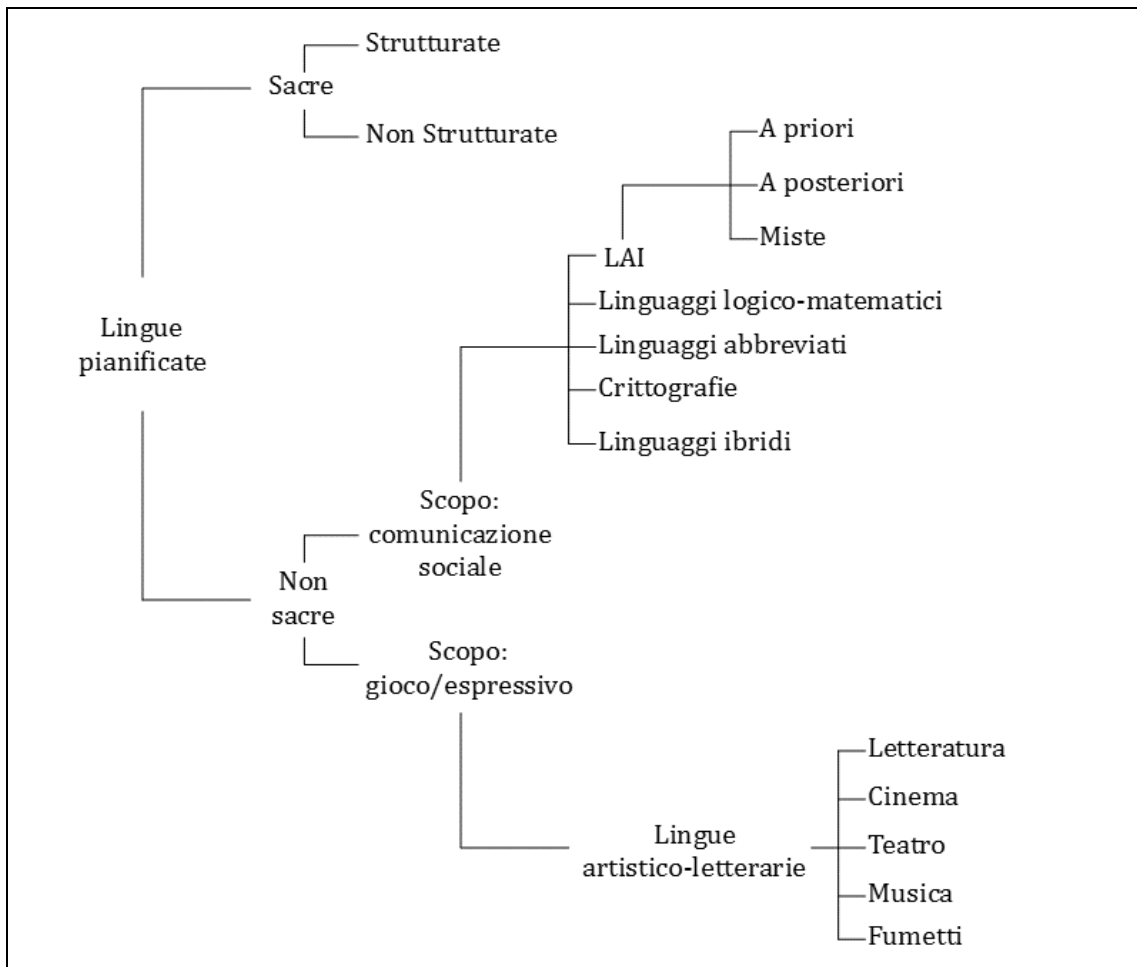 Strutturate
Sacre
Non Strutturate
A priori
A posteriori
Miste
LAI
Linguaggi logico-matematici
Linguaggi abbreviati
Crittografie
Linguaggi ibridi
Lingue
pianificate
Scopo:
comunicazione
sociale
Non
sacre
Scopo:
gioco/espressivo
Lingue
artistico-letterarie
Letteratura
Cinema
Teatro
Musica
Fumetti